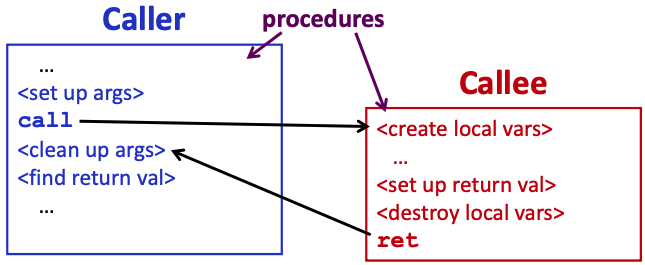 Caller
procedures
...
<set up args>
call
<clean up args>
<find return val>
...
Callee
<create local vars>
...
<set up return val>
<destroy local vars>
ret